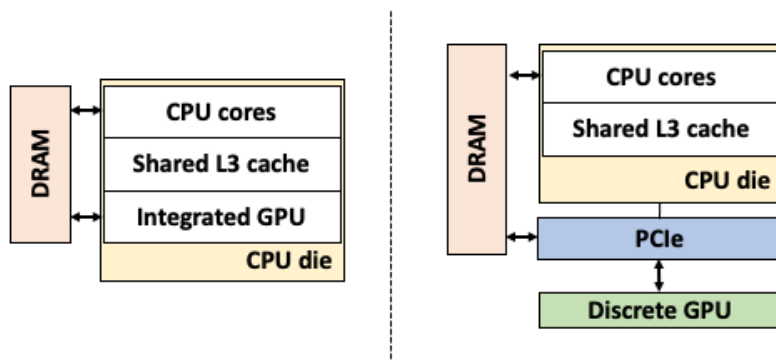 DRAM
CPU cores
Shared L3 cache
Integrated GPU
CPU die
DRAM
CPU cores
Shared L3 cache
CPU die
PCIe
Discrete GPU